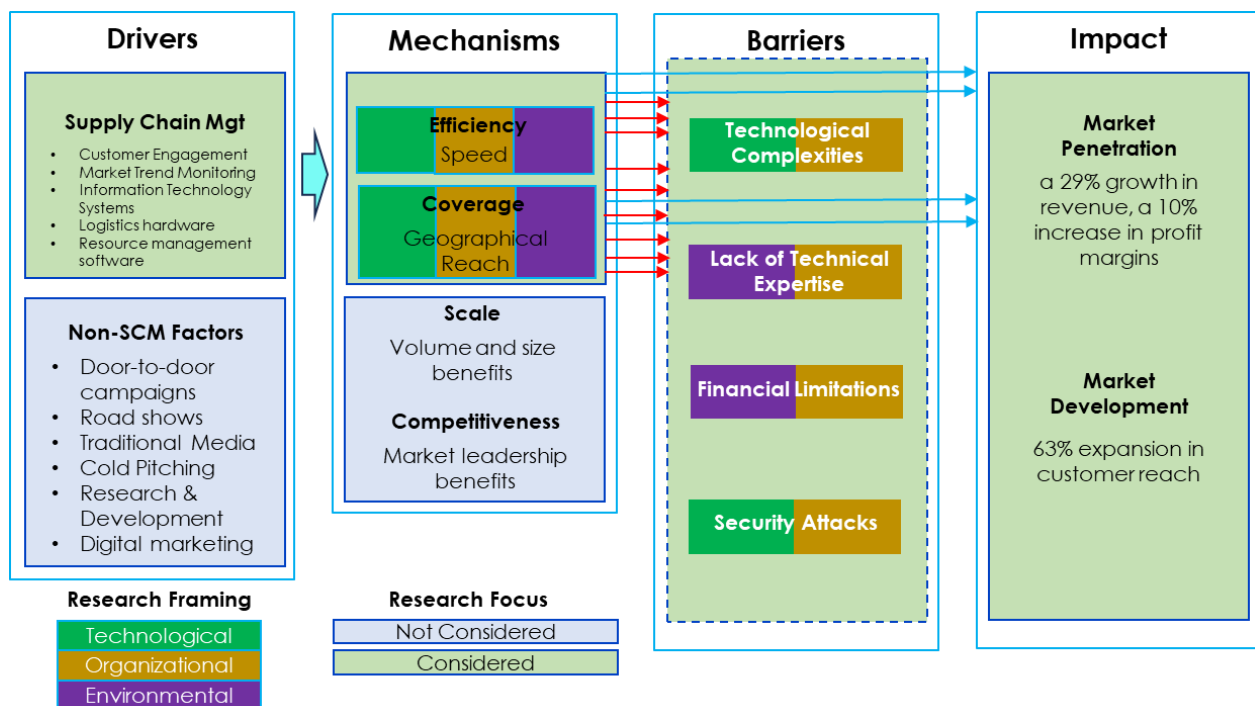 Drivers
Supply Chain Mgt
• Customer Engagement
• Market Trend Monitoring
• Information Technology
Systems
• Logistics hardware
• Resource management
software
Non-SCM Factors
• Door-to-door
campaigns
• Road shows
• Traditional Media
• Cold Pitching
• Research &
Development
• Digital marketing
Mechanisms
Efficiency
Speed
Coverage
Geographical
Reach
Scale
Volume and size
benefits
Competitiveness
Market leadership
benefits
Barriers
Technological
Complexities
Lack of Technical
Expertise
Financial Limitations
Security Attacks
Impact
Market
Penetration
a 29% growth in
revenue, a 10%
increase in profit
margins
Market
Development
63% expansion in
customer reach
Research Framing
Technological
Organizational
Environmental
Research Focus
Not Considered
Considered